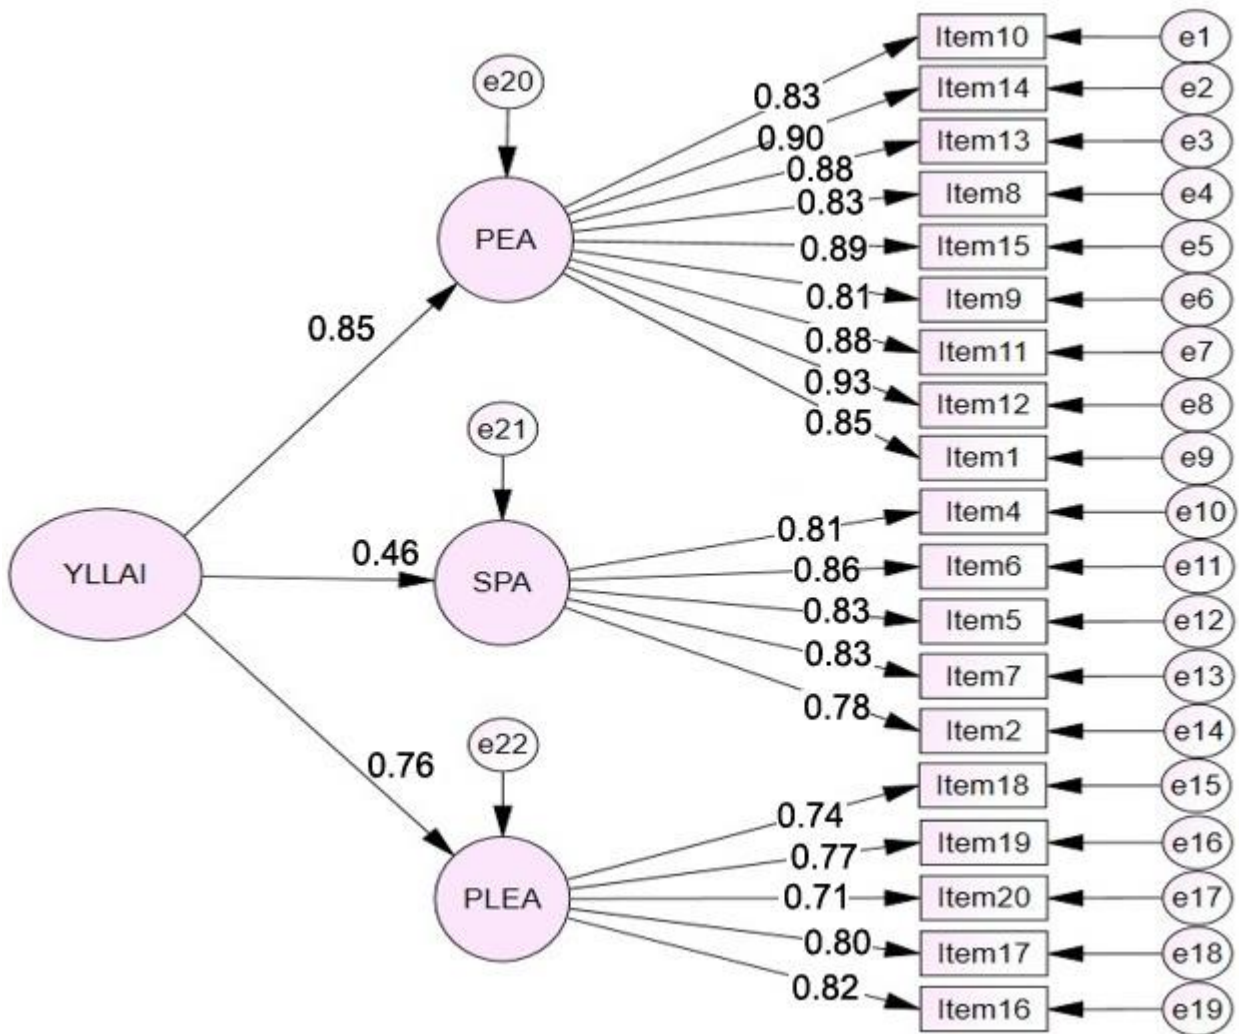 Item10
e1
e20
Item14
e2
0.83
0.90
Item13
e3
0.88
Item8
e4
0.83
PEA
0.89
Item15
e5
0.81
Item9
e6
0.85
0.88
Item11
e7
0.93
Item12
e8
0.85
e21
Item1
e9
Item4
e10
0.81
0.46
Item6
e11
0.86
YLLAI
SPA
0.83
Item5
e12
0.83
Item7
e13
0.78
Item2
e14
e22
0.76
Item18
e15
0.74
Item19
e16
0.77
PLEA
0.71
Item20
e17
0.80
Item17
e18
0.82
Item16
e19